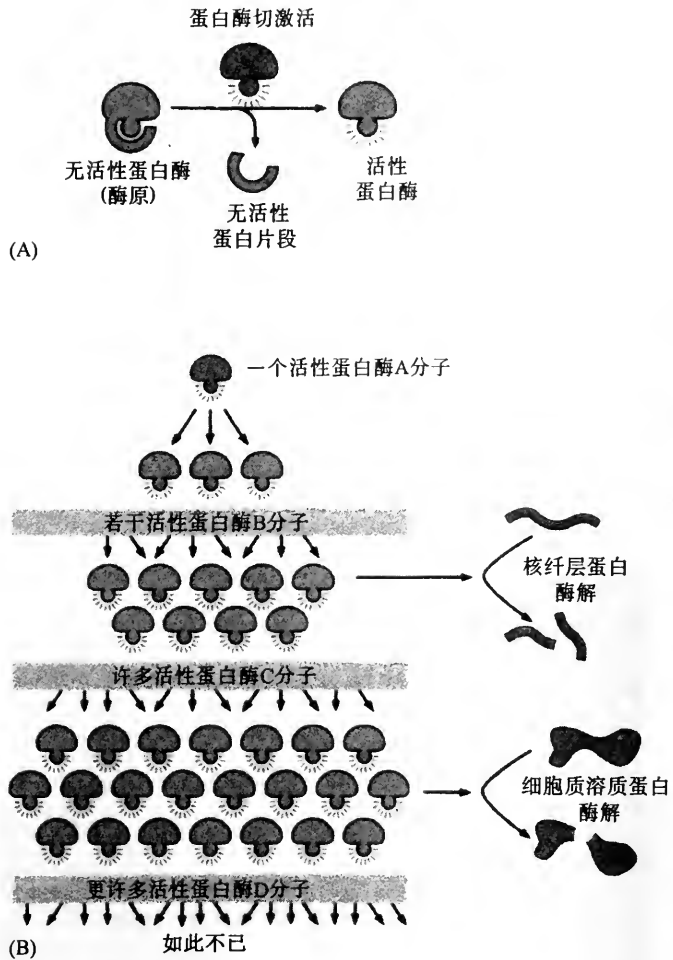 蛋白酶切激活
无活性蛋白酶
(酶原)
无活性
蛋白片段
活性
蛋白酶
(A)
一个活性蛋白酶A分子
若干活性蛋白酶B分子
核纤层蛋白
酶解
许多活性蛋白酶C分子
细胞质溶质蛋白
酶解
更许多活性蛋白酶D分子
如此不已
(B)